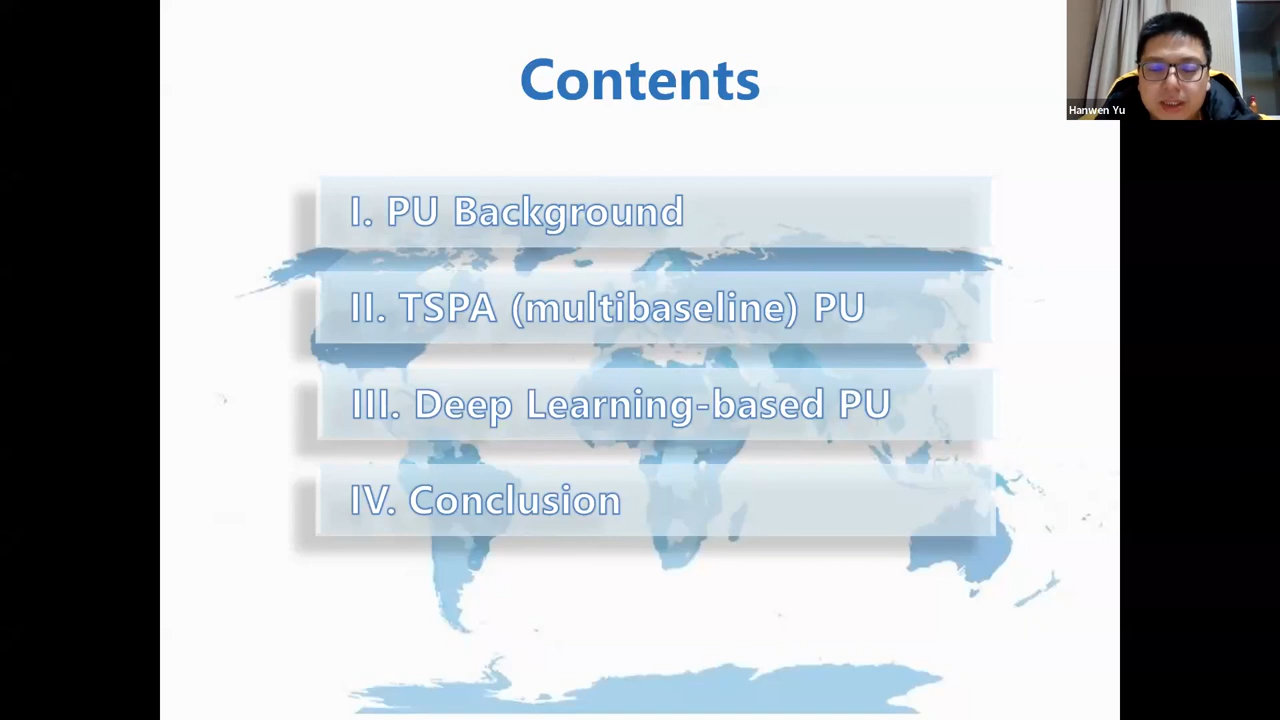 Contents
Hanwen Yu
I. PU Background
II. TSPA (multibaseline) PU
III. Deep Learning-based PU
IV. Conclusion